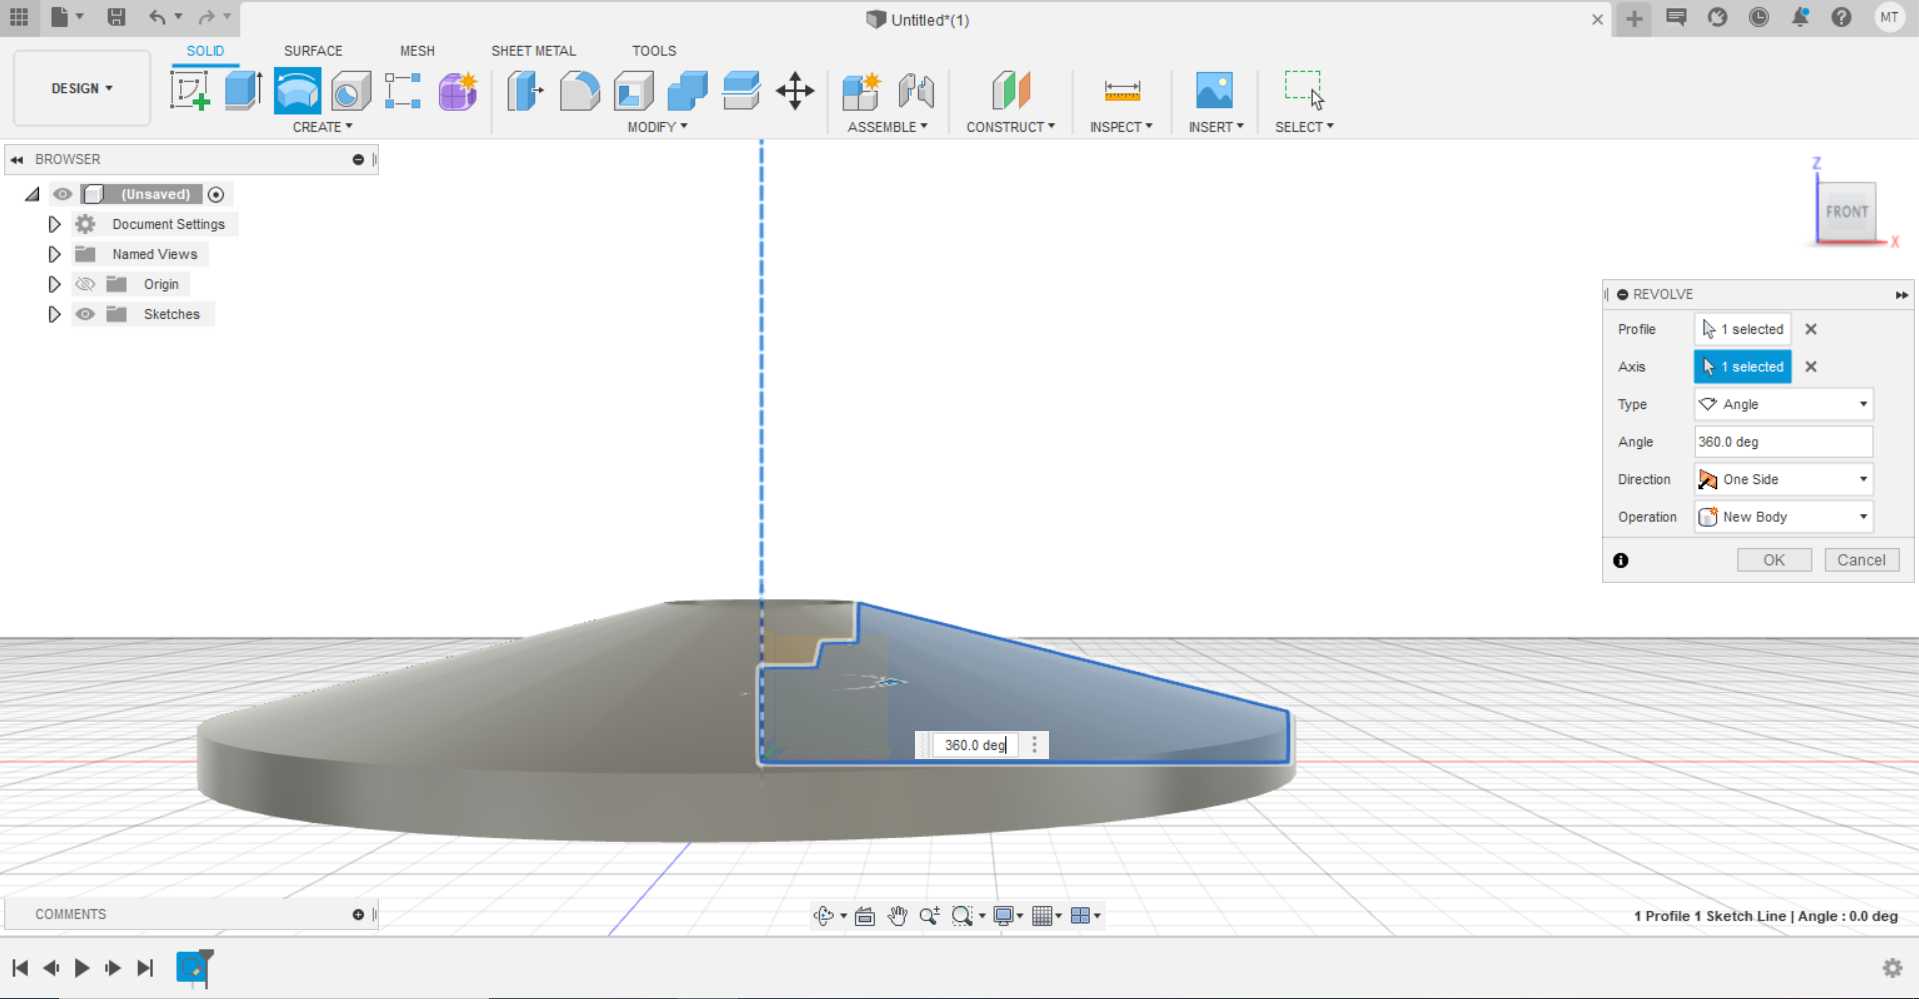 Untitled*(1)
MT
DESIGN
SOLID
SURFACE
MESH
SHEET METAL
TOOLS
CREATE
MODIFY
ASSEMBLE
CONSTRUCT
INSPECT
INSERT
SELECT
BROWSER
(Unsaved)
Document Settings
Named Views
Origin
Sketches
Z
FRONT
X
REVOLVE
Profile 1 selected
Axis 1 selected
Type Angle
Angle 360.0 deg
Direction One Side
Operation New Body
OK Cancel
360.0 deg
COMMENTS
1 Profile 1 Sketch Line | Angle : 0.0 deg